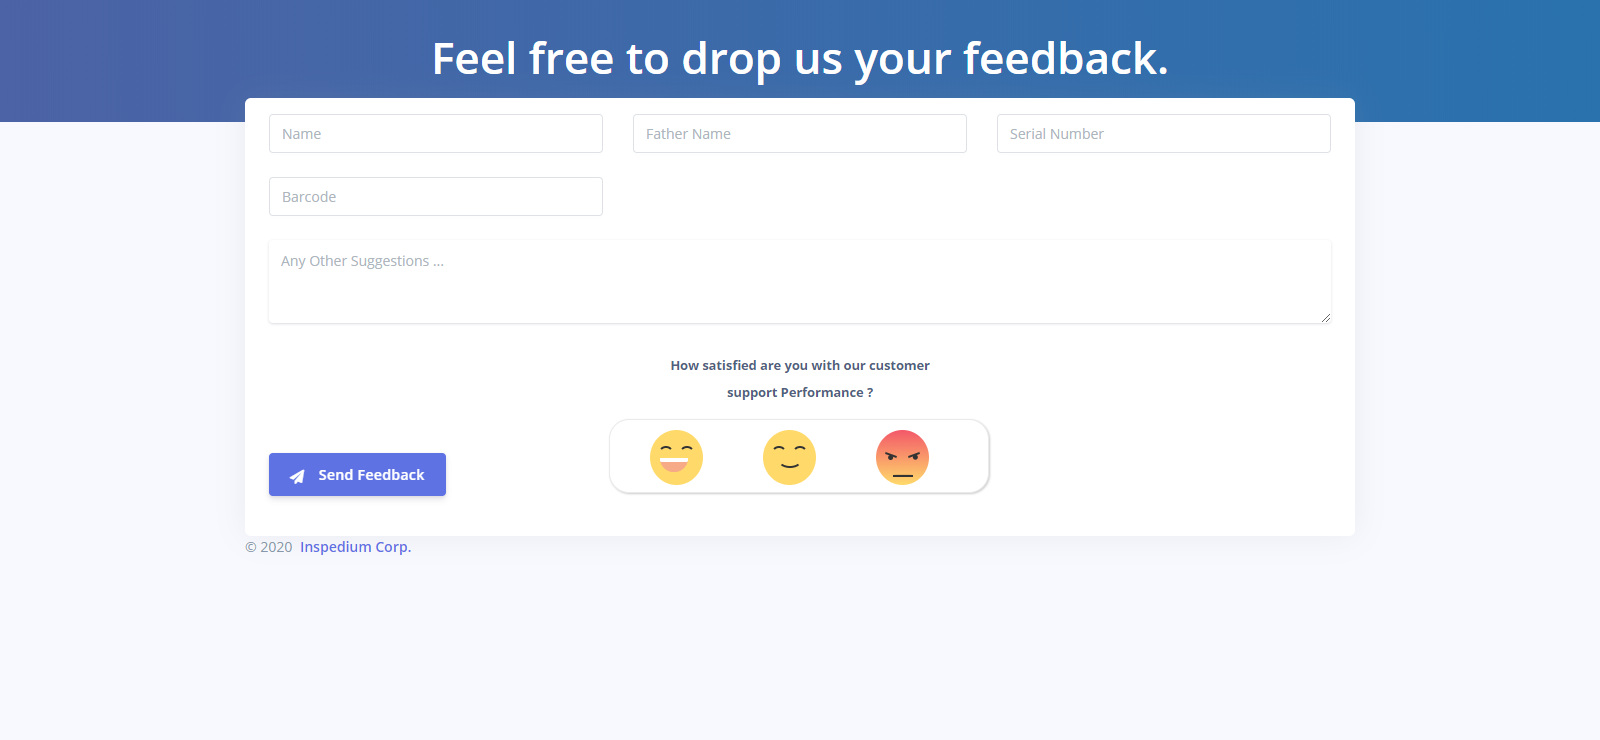 Feel free to drop us your feedback.
Name
Father Name
Serial Number
Barcode
Any Other Suggestions ...
How satisfied are you with our customer
support Performance ?
Send Feedback
© 2020 Inspedium Corp.